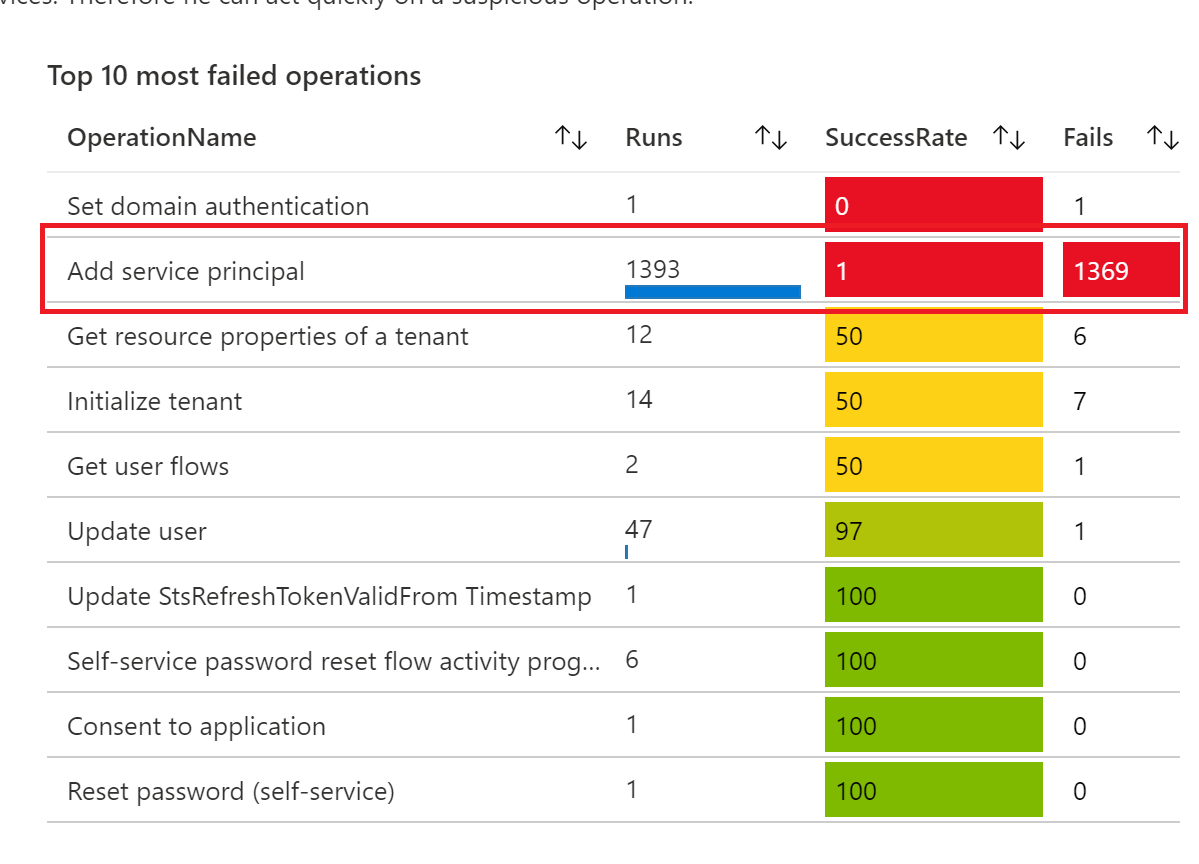 vices. Therefore he can act quickly on a suspicious operation.
Top 10 most failed operations
OperationName ↑↓ Runs ↑↓ SuccessRate ↑↓ Fails ↑↓
Set domain authentication 1 0 1
Add service principal 1393 1 1369
Get resource properties of a tenant 12 50 6
Initialize tenant 14 50 7
Get user flows 2 50 1
Update user 47 97 1
Update StsRefreshTokenValidFrom Timestamp 1 100 0
Self-service password reset flow activity prog... 6 100 0
Consent to application 1 100 0
Reset password (self-service) 1 100 0